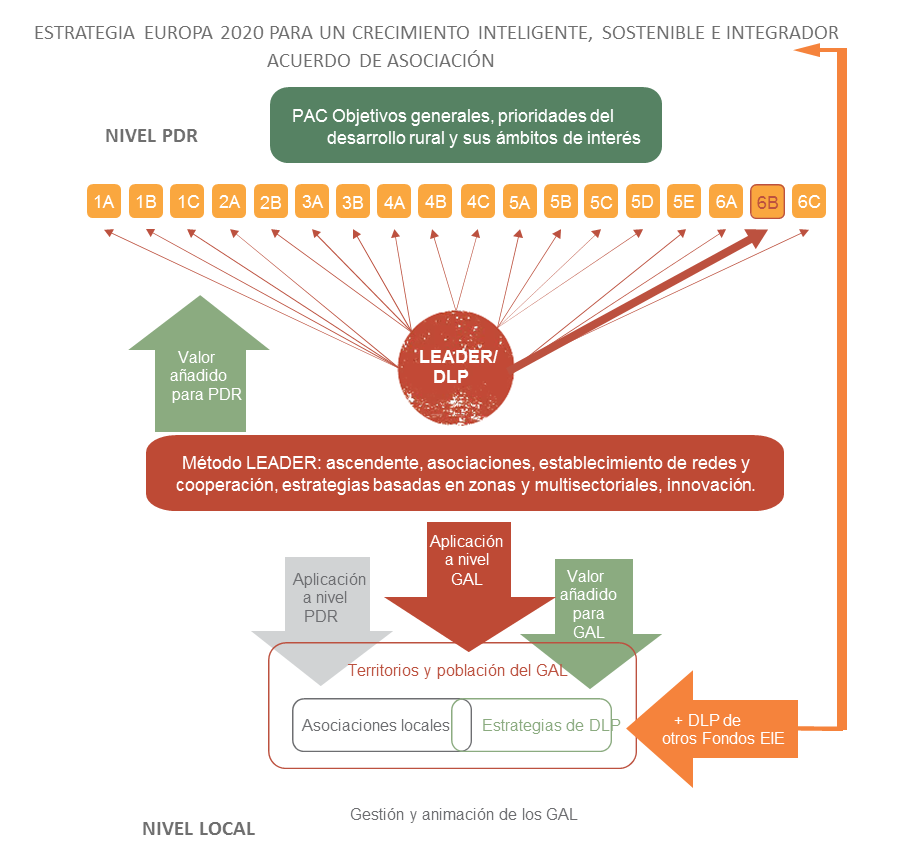 ESTRATEGIA EUROPA 2020 PARA UN CRECIMIENTO INTELIGENTE, SOSTENIBLE E INTEGRADOR
ACUERDO DE ASOCIACIÓN
PAC Objetivos generales, prioridades del
desarrollo rural y sus ámbitos de interés
NIVEL PDR
1A 1B 1C 2A 2B 3A 3B 4A 4B 4C 5A 5B 5C 5D 5E 6A 6B 6C
LEADER/
DLP
Valor
añadido
para PDR
Método LEADER: ascendente, asociaciones, establecimiento de redes y
cooperación, estrategias basadas en zonas y multisectoriales, innovación.
Aplicación
a nivel
PDR
Aplicación
a nivel
GAL
Valor
añadido
para
GAL
Territorios y población del GAL
Asociaciones locales
Estrategias de DLP
+ DLP de
otros Fondos EIE
Gestión y animación de los GAL
NIVEL LOCAL